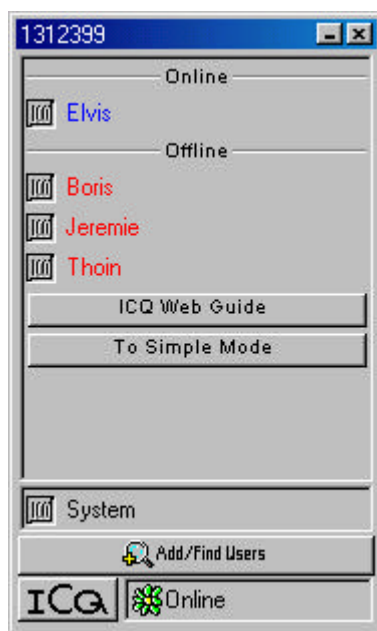 1312399
Online
Elvis
Offline
Boris
Jeremie
Thoin
ICQ Web Guide
To Simple Mode
System
Add/Find Users
ICQ Online